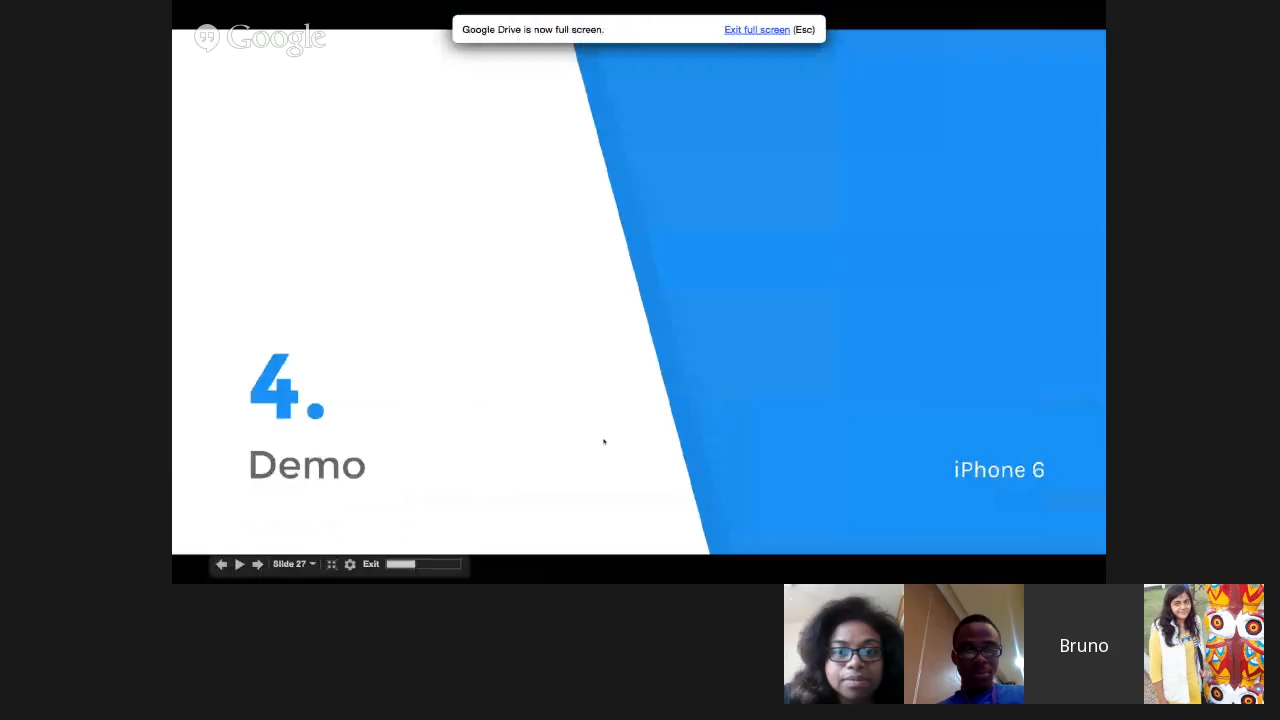 Google
Google Drive is now full screen. Exit full screen (Esc)
4.
Demo
iPhone 6
Slide 27
Exit
Bruno